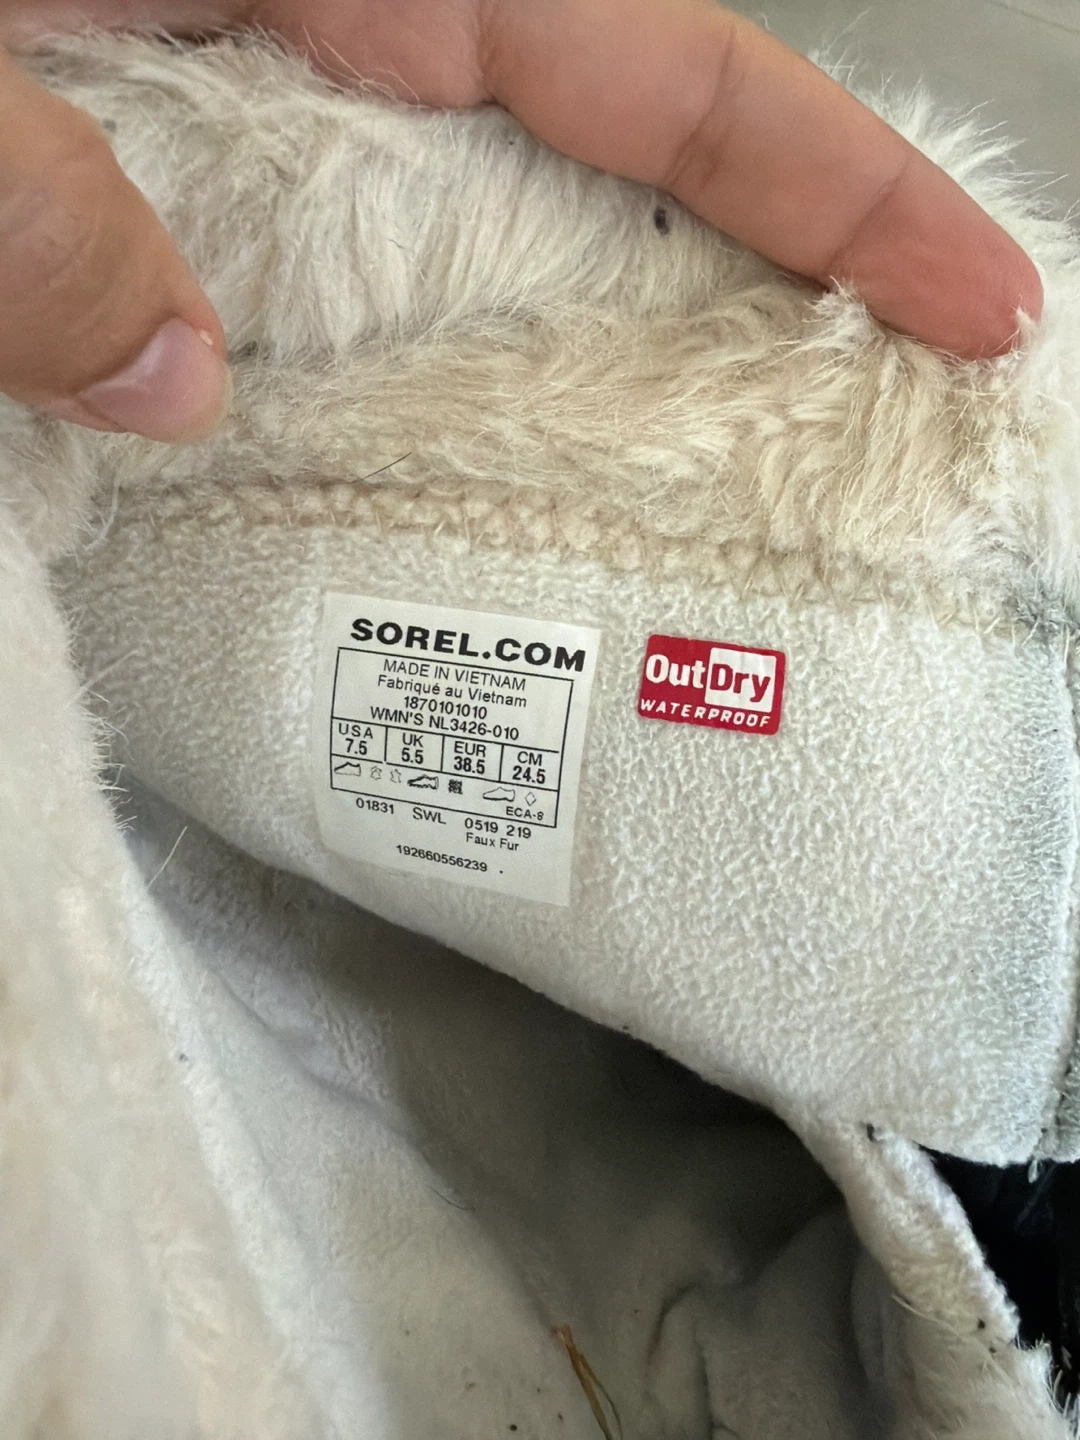 SOREL.COM
MADE IN VIETNAM
Fabriqué au Vietnam
1870101010
WMN'S NL3426-010
USA UK EUR CM
7.5 5.5 38.5 24.5
ECA-8
01831 SWL 0519 219
Faux Fur
192660556239
OutDry
WATERPROOF